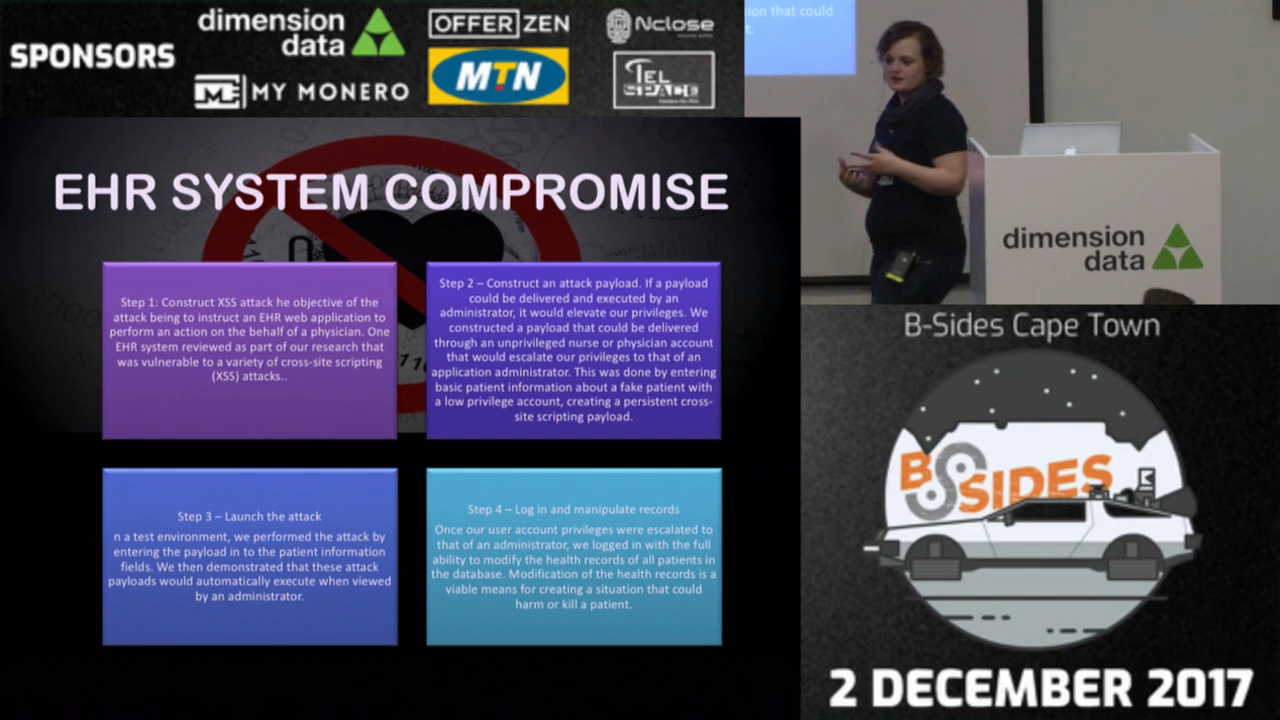 SPONSORS
dimension
data
OFFERZEN
Nclose
MY MONERO
MTN
TEL
SPACE
ion that could
t.
EHR SYSTEM COMPROMISE
Step 1: Construct XSS attack he objective of the
attack being to instruct an EHR web application to
perform an action on the behalf of a physician. One
EHR system reviewed as part of our research that
was vulnerable to a variety of cross-site scripting
(XSS) attacks..
Step 2 – Construct an attack payload. If a payload
could be delivered and executed by an
administrator, it would elevate our privileges. We
constructed a payload that could be delivered
through an unprivileged nurse or physician account
that would escalate our privileges to that of an
application administrator. This was done by entering
basic patient information about a fake patient with
a low privilege account, creating a persistent cross-
site scripting payload.
Step 3 – Launch the attack
n a test environment, we performed the attack by
entering the payload in to the patient information
fields. We then demonstrated that these attack
payloads would automatically execute when viewed
by an administrator.
Step 4 – Log in and manipulate records
Once our user account privileges were escalated to
that of an administrator, we logged in with the full
ability to modify the health records of all patients in
the database. Modification of the health records is a
viable means for creating a situation that could
harm or kill a patient.
dimension
data
B-Sides Cape Town
BSIDES
2 DECEMBER 2017